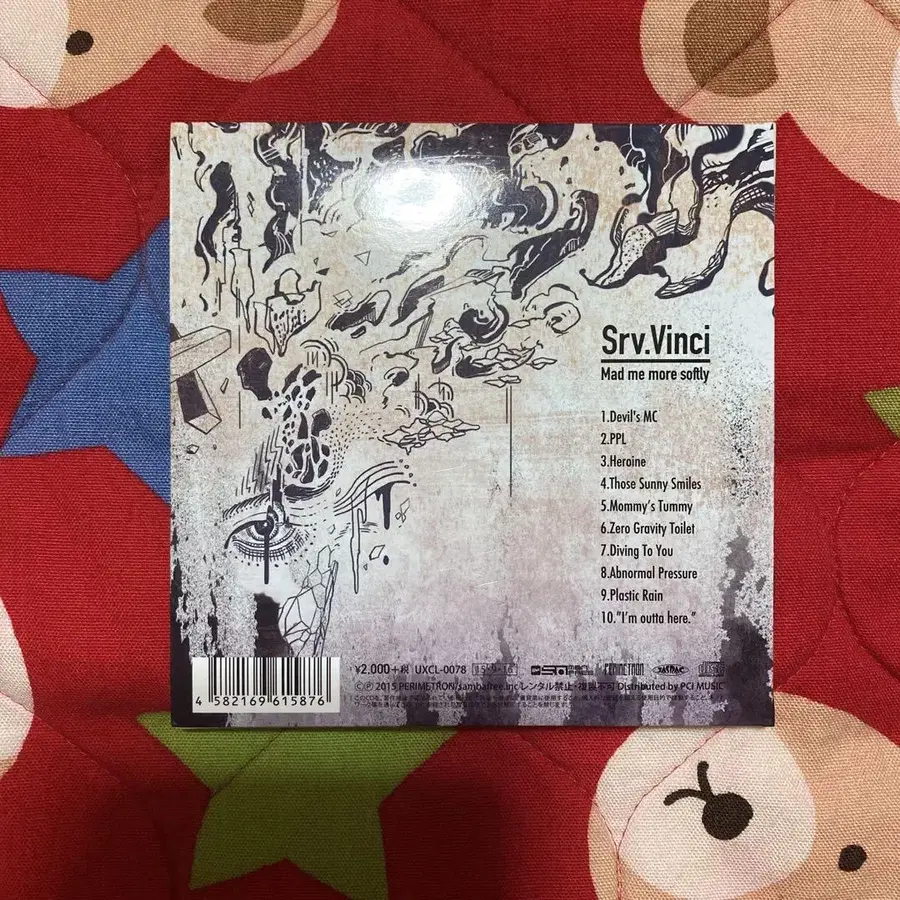 Srv.Vinci
Mad me more softly
1.Devil's MC
2.PPL
3.Heroine
4.Those Sunny Smiles
5.Mommy's Tummy
6.Zero Gravity Toilet
7.Diving To You
8.Abnormal Pressure
9.Plastic Rain
10."I'm outta here."
¥2,000+税 UXCL-0078 PERIMETRON
4 582169 615876
©Ⓟ 2015 PERIMETRON/sambafree.inc レンタル禁止・複製不可 Distributed by PCI MUSIC